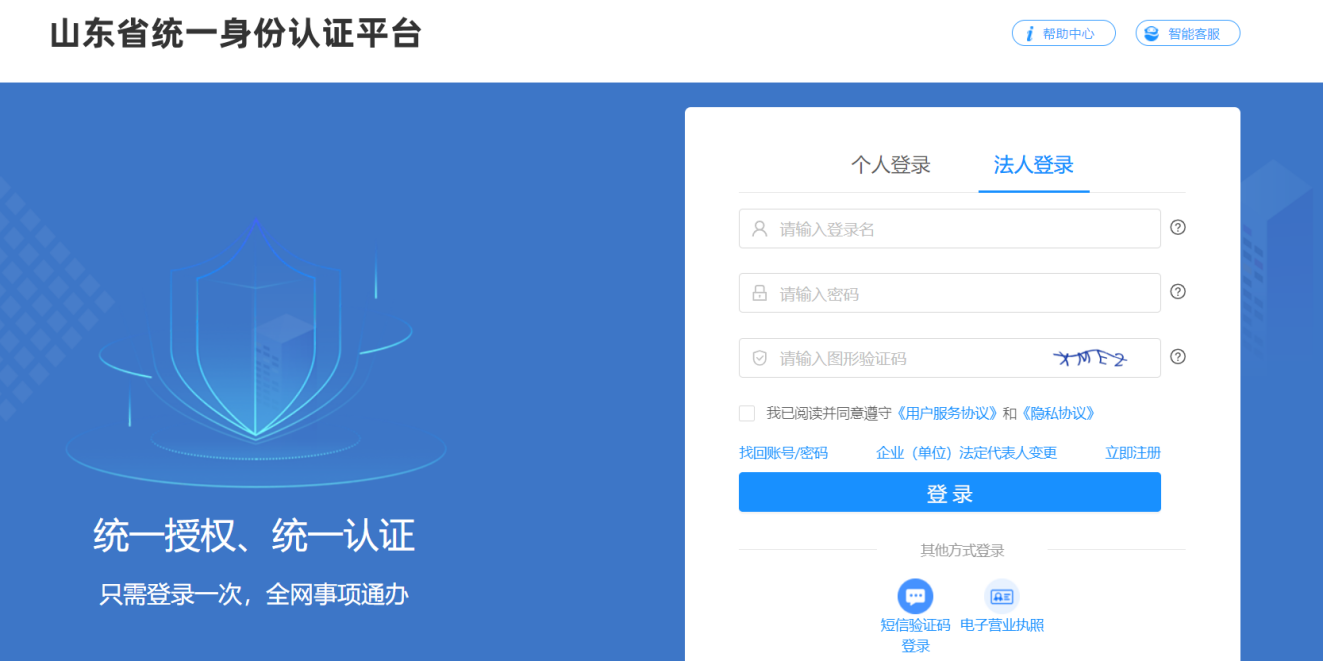 山东省统一身份认证平台
帮助中心
智能客服
个人登录
法人登录
请输入登录名
请输入密码
请输入图形验证码
XME2
我已阅读并同意遵守《用户服务协议》和《隐私协议》
找回账号/密码
企业（单位）法定代表人变更
立即注册
登录
其他方式登录
短信验证码
登录
电子营业执照
统一授权、统一认证
只需登录一次，全网事项通办